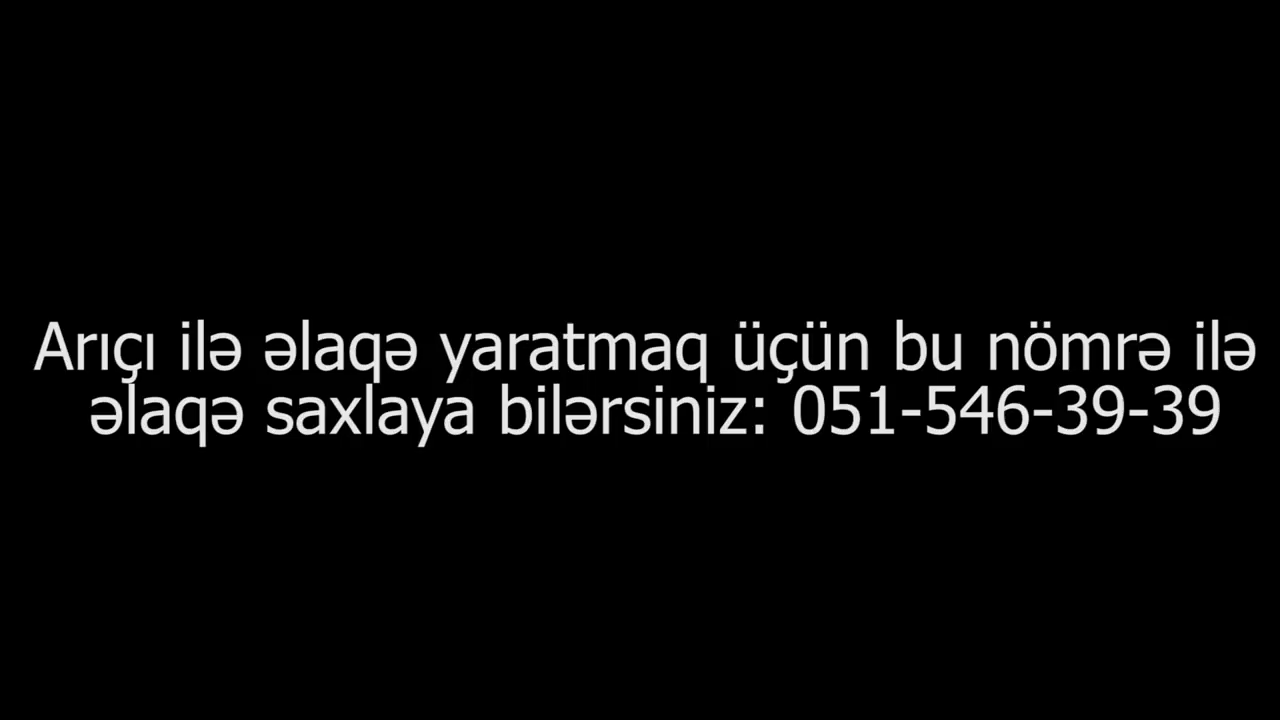 Arıçı ilə əlaqə yaratmaq üçün bu nömrə ilə
əlaqə saxlaya bilərsiniz: 051-546-39-39